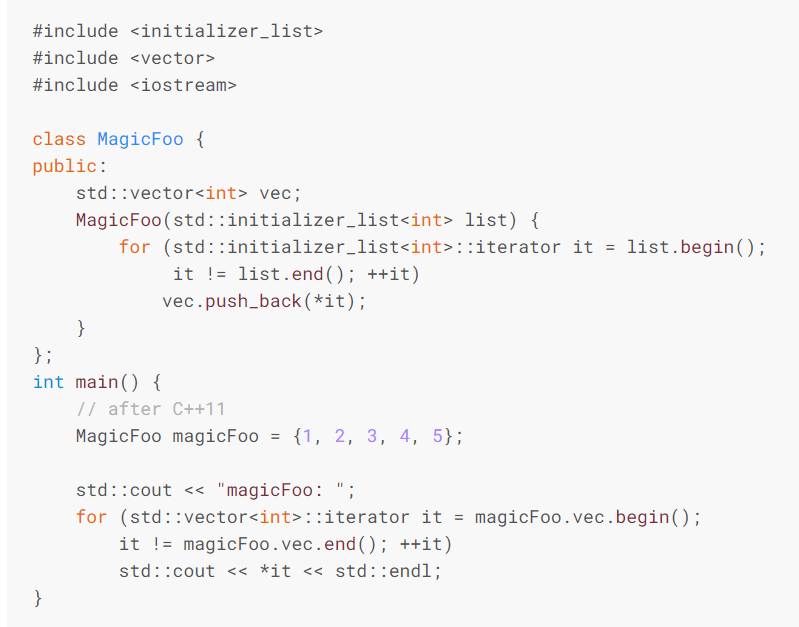 #include <initializer_list>
#include <vector>
#include <iostream>

class MagicFoo {
public:
    std::vector<int> vec;
    MagicFoo(std::initializer_list<int> list) {
        for (std::initializer_list<int>::iterator it = list.begin();
             it != list.end(); ++it)
            vec.push_back(*it);
    }
};
int main() {
    // after C++11
    MagicFoo magicFoo = {1, 2, 3, 4, 5};

    std::cout << "magicFoo: ";
    for (std::vector<int>::iterator it = magicFoo.vec.begin();
        it != magicFoo.vec.end(); ++it)
        std::cout << *it << std::endl;
}